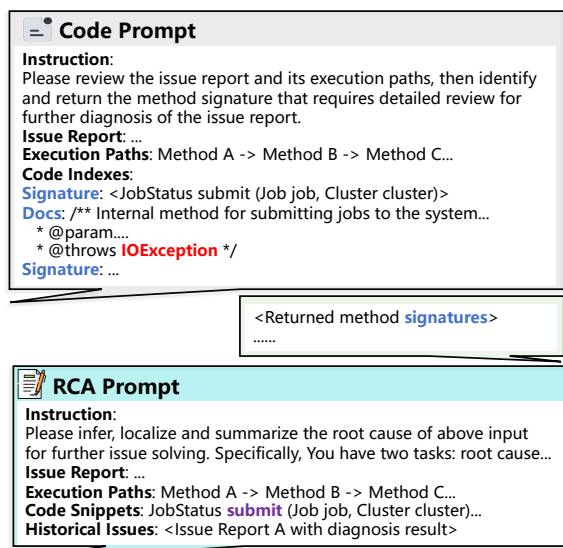 Code Prompt
Instruction:
Please review the issue report and its execution paths, then identify
and return the method signature that requires detailed review for
further diagnosis of the issue report.
Issue Report: ...
Execution Paths: Method A -> Method B -> Method C...
Code Indexes:
Signature: <JobStatus submit (Job job, Cluster cluster)>
Docs: /** Internal method for submitting jobs to the system...
* @param....
* @throws IOException */
Signature: ...
<Returned method signatures>
......
RCA Prompt
Instruction:
Please infer, localize and summarize the root cause of above input
for further issue solving. Specifically, You have two tasks: root cause...
Issue Report: ...
Execution Paths: Method A -> Method B -> Method C...
Code Snippets: JobStatus submit (Job job, Cluster cluster)...
Historical Issues: <Issue Report A with diagnosis result>